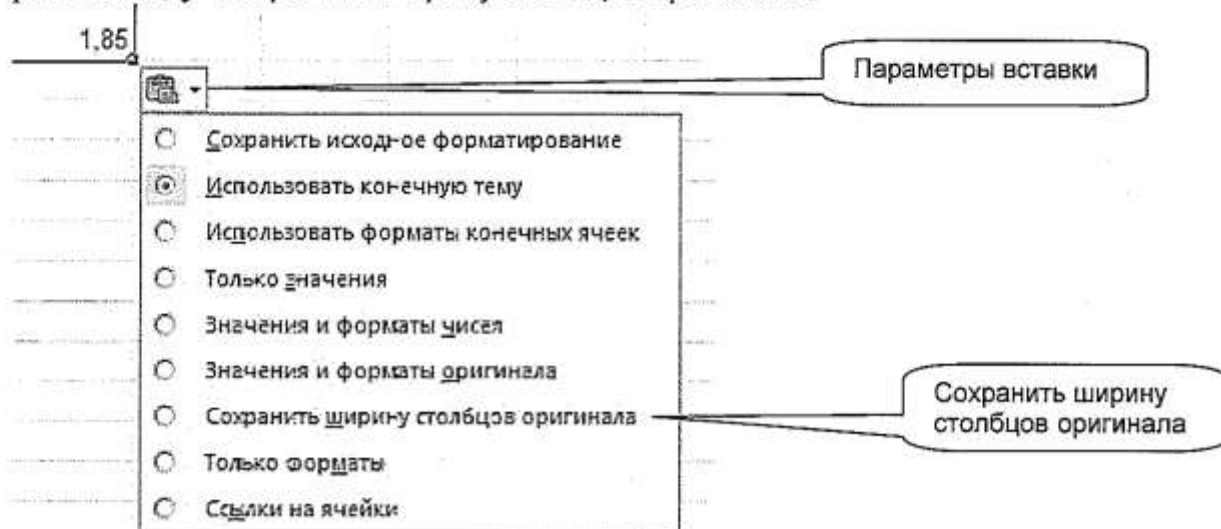 1,85
Параметры вставки
Сохранить исходное форматирование
Использовать конечную тему
Использовать форматы конечных ячеек
Только значения
Значения и форматы чисел
Значения и форматы оригинала
Сохранить ширину столбцов оригинала
Сохранить ширину
столбцов оригинала
Только форматы
Ссылки на ячейки